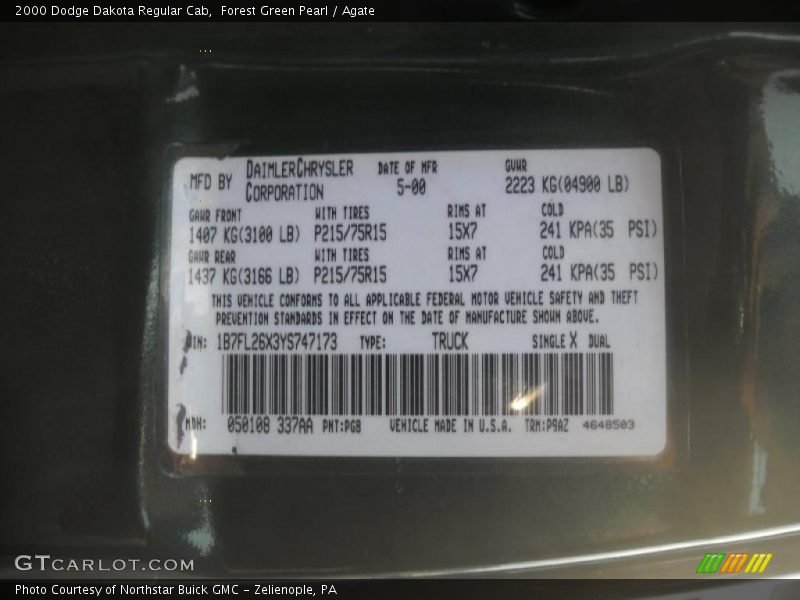 2000 Dodge Dakota Regular Cab,  Forest Green Pearl / Agate
MFD BY DAIMLERCHRYSLER CORPORATION DATE OF MFR 5-00 GVWR 2223 KG(04900 LB)
GAWR FRONT WITH TIRES RIMS AT COLD
1407 KG(3100 LB) P215/75R15 15X7 241 KPA(35 PSI)
GAWR REAR WITH TIRES RIMS AT COLD
1437 KG(3166 LB) P215/75R15 15X7 241 KPA(35 PSI)
THIS VEHICLE CONFORMS TO ALL APPLICABLE FEDERAL MOTOR VEHICLE SAFETY AND THEFT
PREVENTION STANDARDS IN EFFECT ON THE DATE OF MANUFACTURE SHOWN ABOVE.
VIN: 1B7FL26X3YS747173 TYPE: TRUCK SINGLE X DUAL
MDH: 050108 337AA PNT:PG8 VEHICLE MADE IN U.S.A. TRM:P9AZ 4648503
GTCARLOT.COM
Photo Courtesy of Northstar Buick GMC – Zelienople, PA